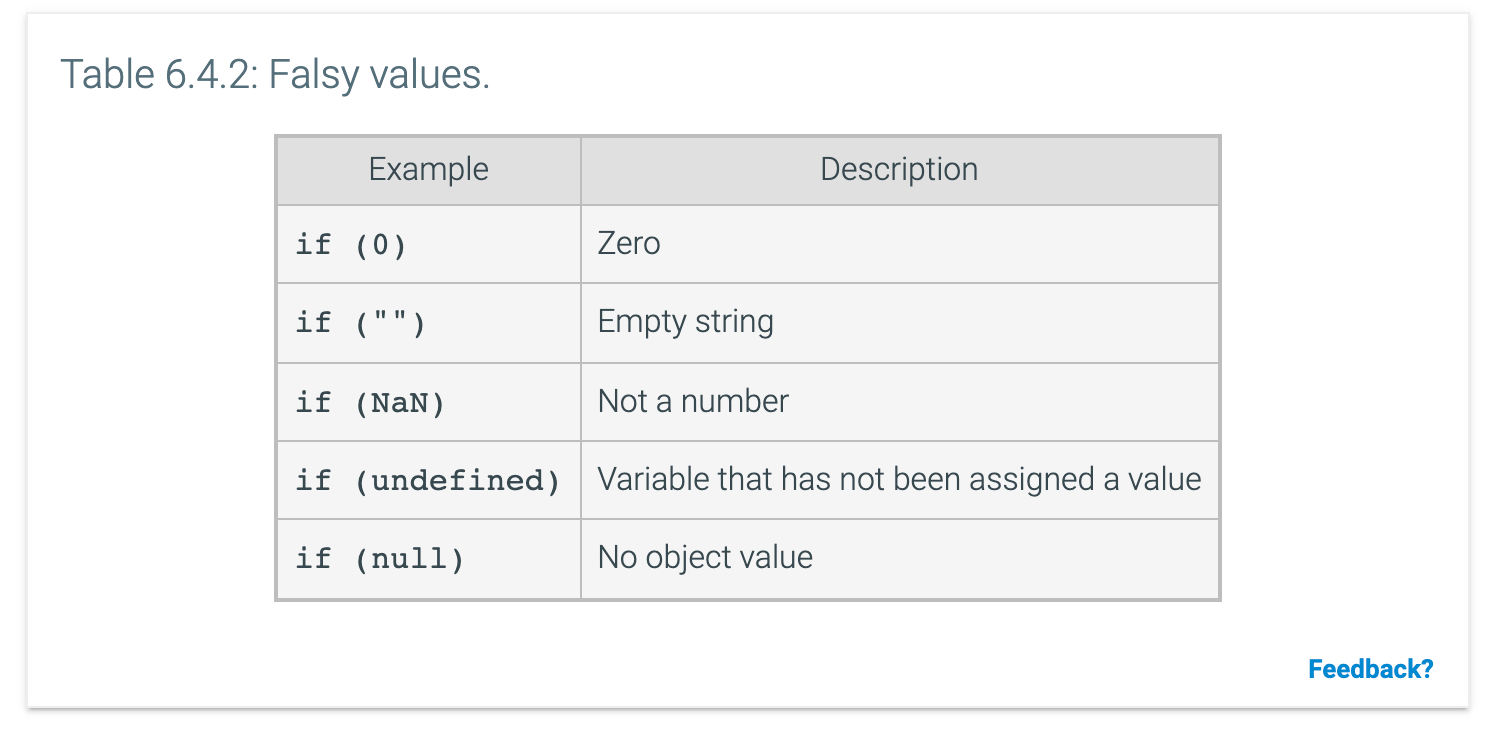 Table 6.4.2: Falsy values.
Example Description
if (0) Zero
if ("") Empty string
if (NaN) Not a number
if (undefined) Variable that has not been assigned a value
if (null) No object value
Feedback?